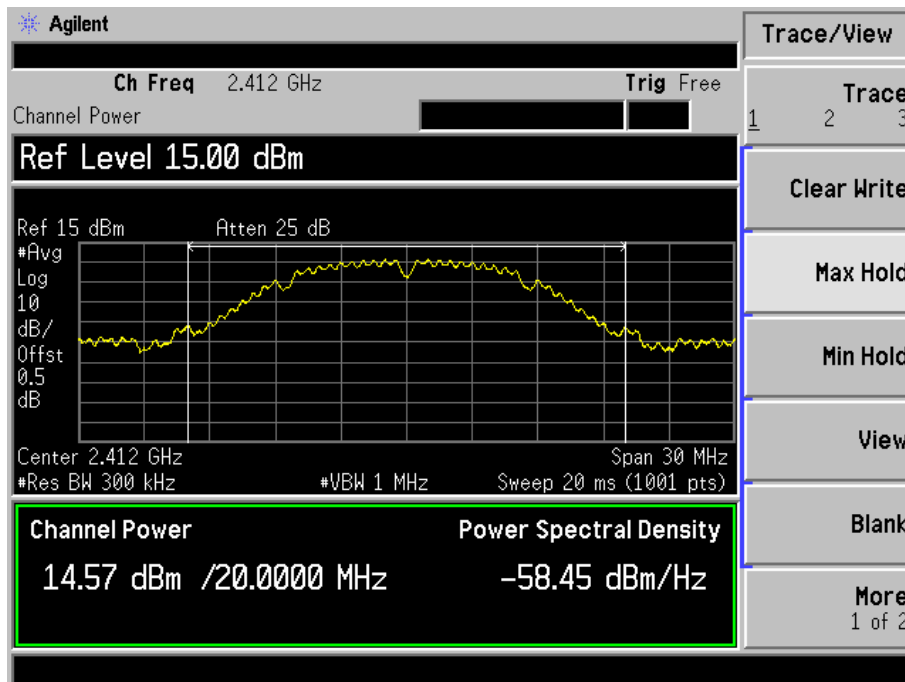 Agilent
Trace/View
Ch Freq 2.412 GHz Trig Free
Channel Power
Trace
1 2 3
Ref Level 15.00 dBm
Clear Write
Ref 15 dBm Atten 25 dB
#Avg
Log
10
dB/
Offst
0.5
dB
Max Hold
Min Hold
Center 2.412 GHz Span 30 MHz
#Res BW 300 kHz #VBW 1 MHz Sweep 20 ms (1001 pts)
View
Channel Power Power Spectral Density
14.57 dBm /20.0000 MHz -58.45 dBm/Hz
Blank
More
1 of 2